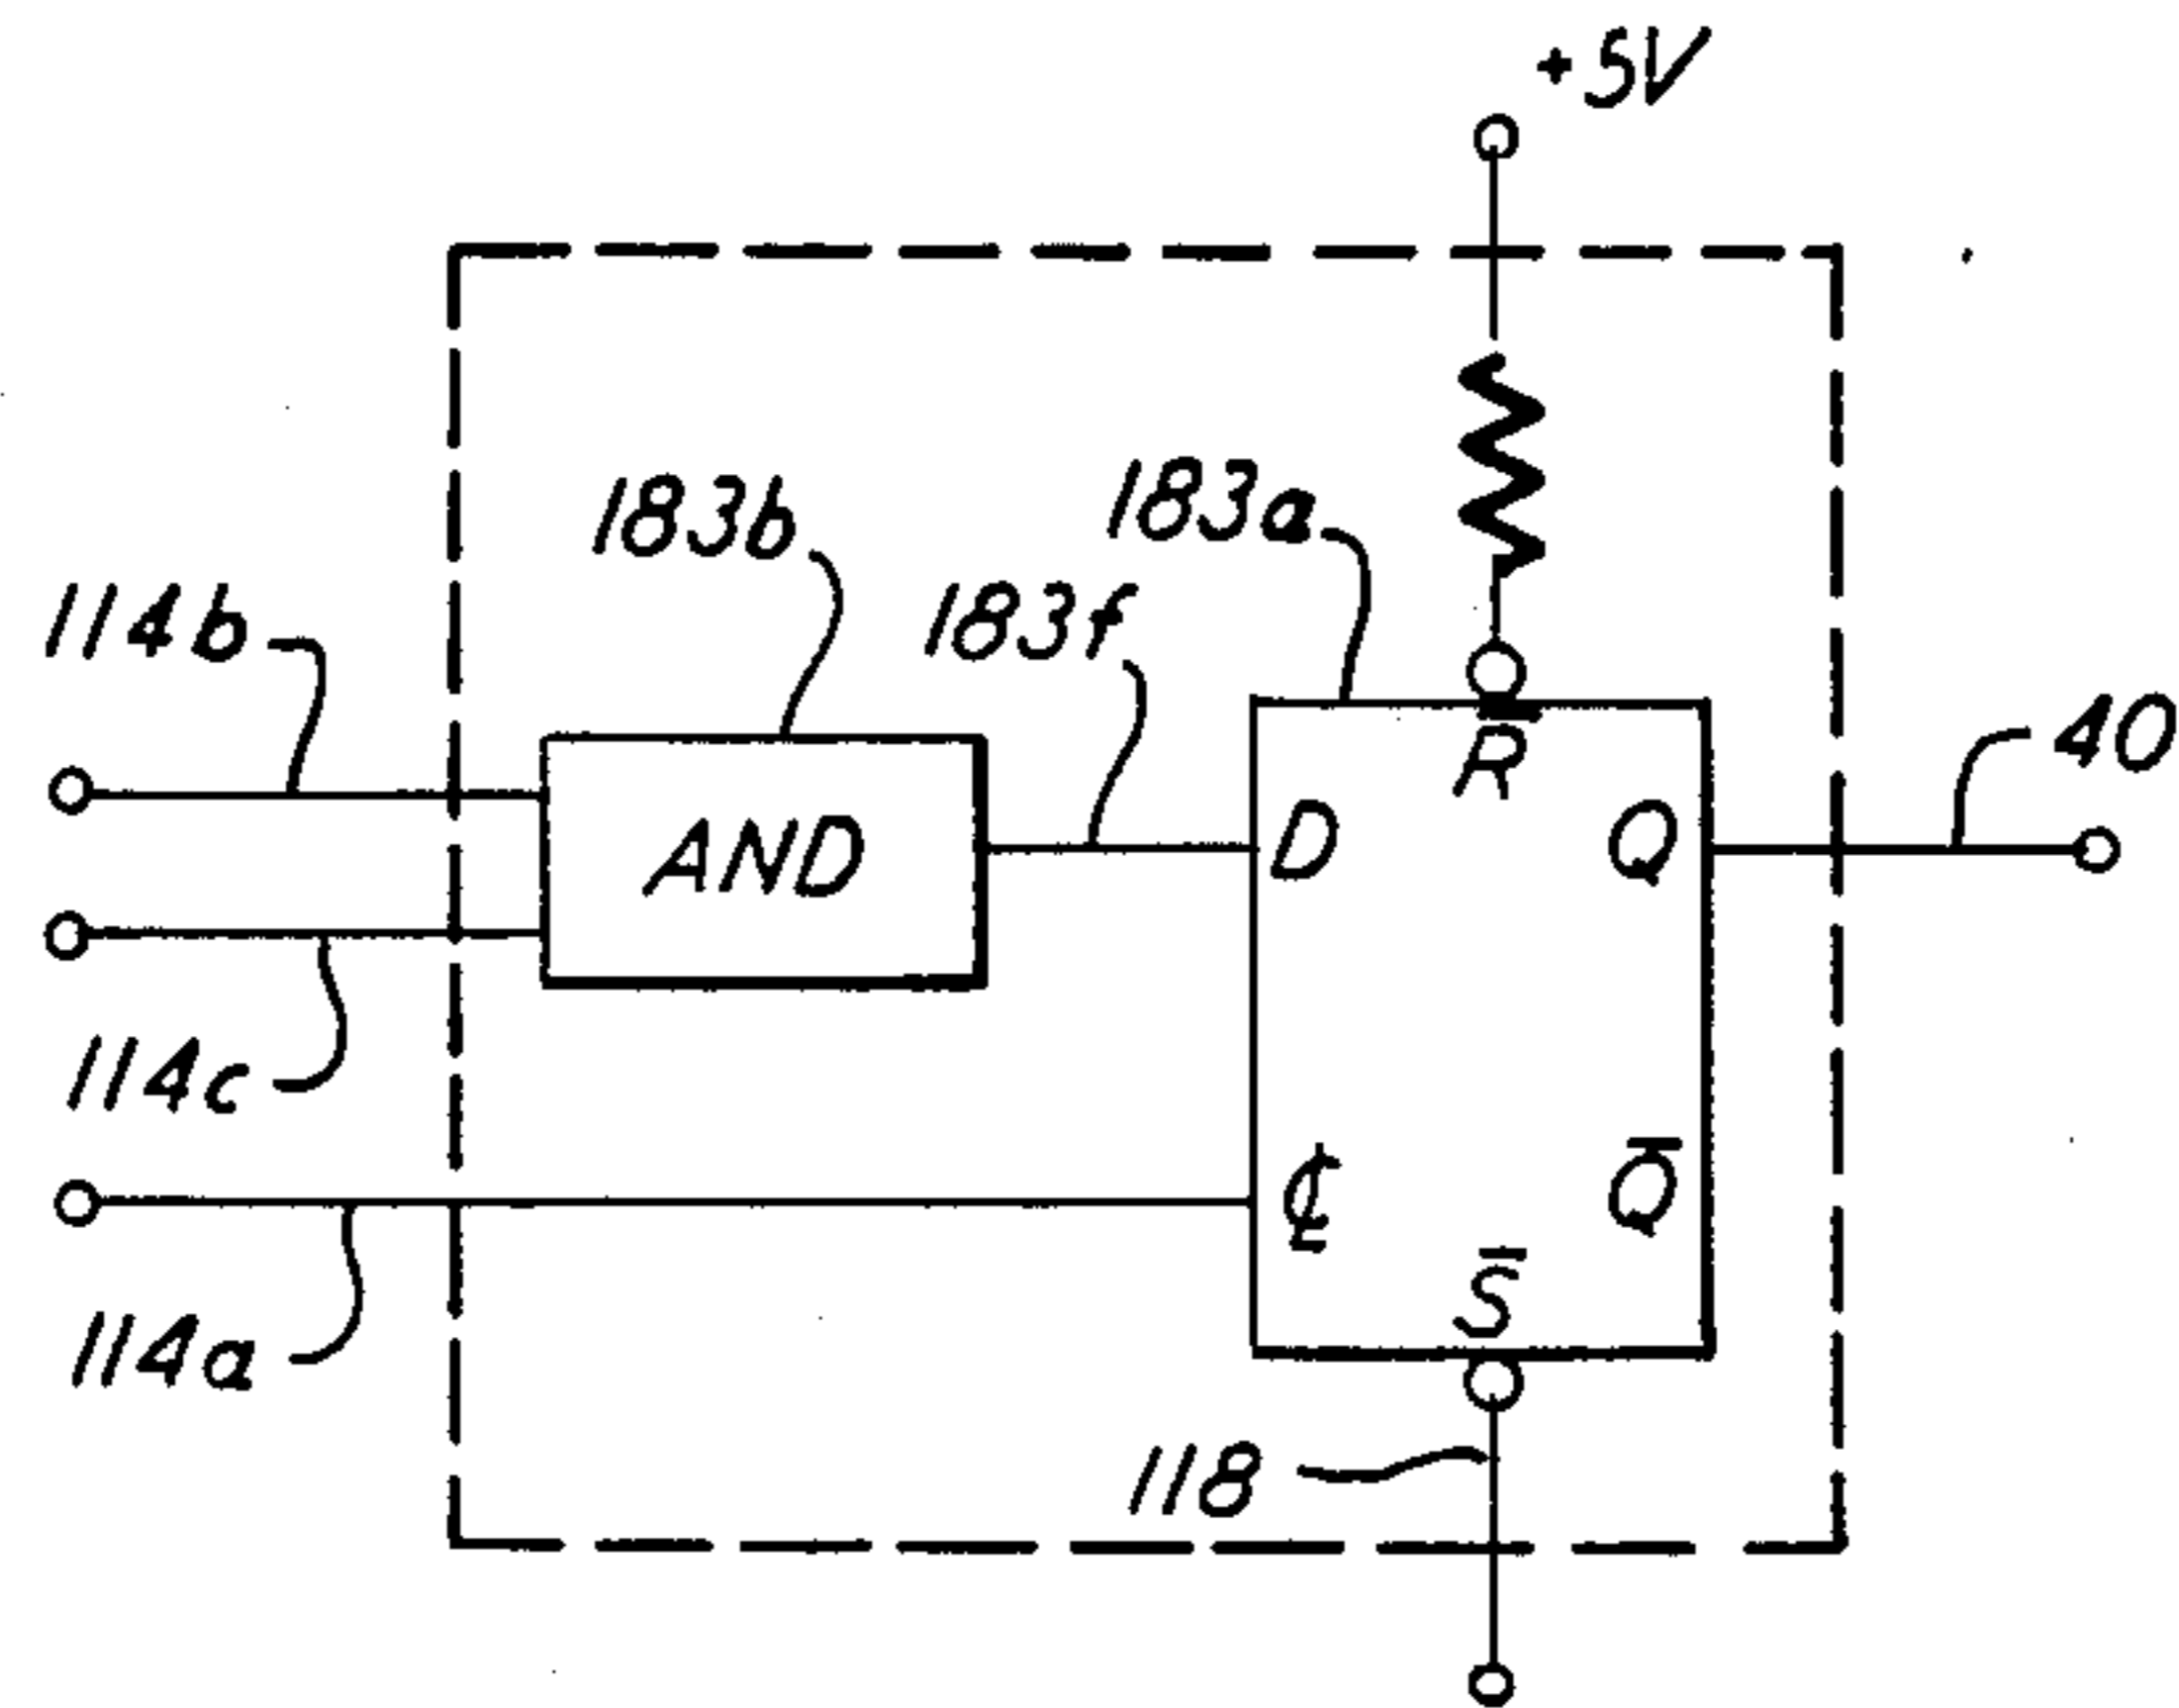 +5V
183b
183a
114b
183f
40
R̅
AND
D
Q
114c
₵
Q̅
S̅
114a
118